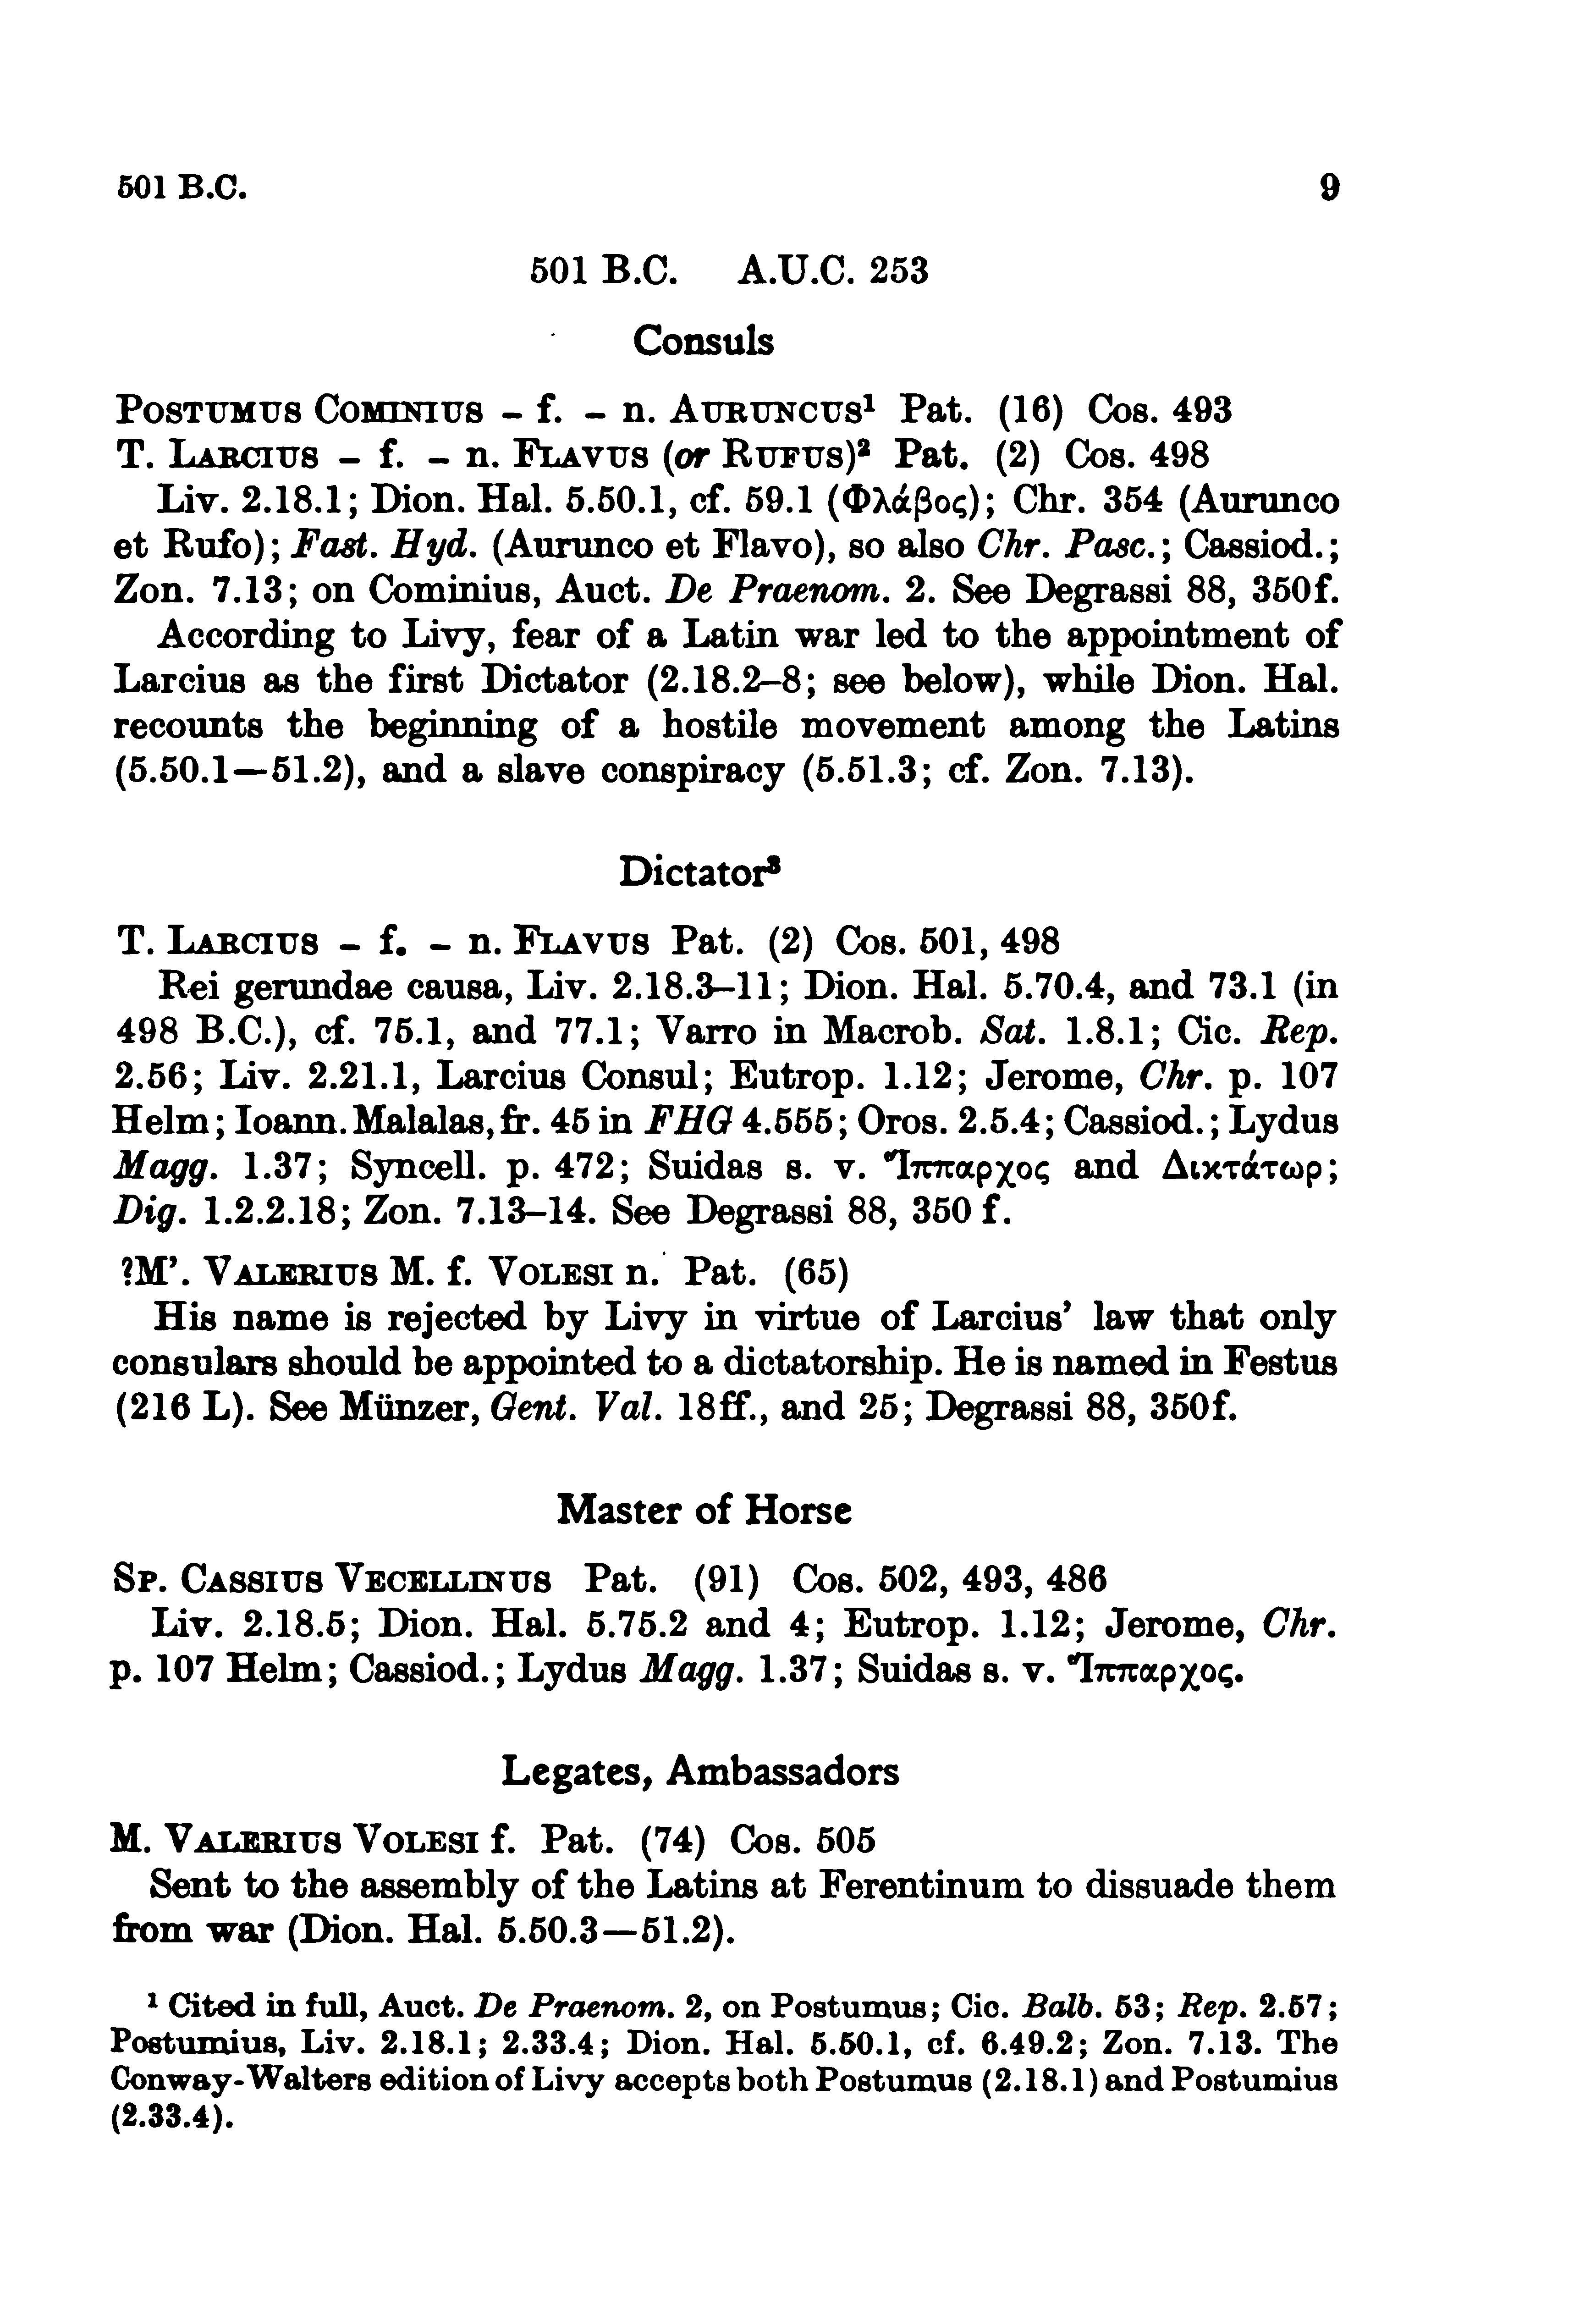 501 B.C. 9
501 B.C. A.U.C. 253
Consuls
POSTUMUS COMINIUS – f. – n. AURUNCUS¹ Pat. (16) Cos. 493
T. LARCIUS – f. – n. FLAVUS (or RUFUS)² Pat. (2) Cos. 498
Liv. 2.18.1; Dion. Hal. 5.50.1, cf. 59.1 (Φλάβος); Chr. 354 (Aurunco
et Rufo); Fast. Hyd. (Aurunco et Flavo), so also Chr. Pasc.; Cassiod.;
Zon. 7.13; on Cominius, Auct. De Praenom. 2. See Degrassi 88, 350f.
According to Livy, fear of a Latin war led to the appointment of
Larcius as the first Dictator (2.18.2–8; see below), while Dion. Hal.
recounts the beginning of a hostile movement among the Latins
(5.50.1—51.2), and a slave conspiracy (5.51.3; cf. Zon. 7.13).
Dictator³
T. LARCIUS – f. – n. FLAVUS Pat. (2) Cos. 501, 498
Rei gerundae causa, Liv. 2.18.3–11; Dion. Hal. 5.70.4, and 73.1 (in
498 B.C.), cf. 75.1, and 77.1; Varro in Macrob. Sat. 1.8.1; Cic. Rep.
2.56; Liv. 2.21.1, Larcius Consul; Eutrop. 1.12; Jerome, Chr. p. 107
Helm; Ioann. Malalas, fr. 45 in FHG 4.555; Oros. 2.5.4; Cassiod.; Lydus
Magg. 1.37; Syncell. p. 472; Suidas s. v. Ἵππαρχος and Δικτάτωρ;
Dig. 1.2.2.18; Zon. 7.13–14. See Degrassi 88, 350 f.
?M’. VALERIUS M. f. VOLESI n. Pat. (65)
His name is rejected by Livy in virtue of Larcius’ law that only
consulars should be appointed to a dictatorship. He is named in Festus
(216 L). See Münzer, Gent. Val. 18ff., and 25; Degrassi 88, 350f.
Master of Horse
SP. CASSIUS VECELLINUS Pat. (91) Cos. 502, 493, 486
Liv. 2.18.5; Dion. Hal. 5.75.2 and 4; Eutrop. 1.12; Jerome, Chr.
p. 107 Helm; Cassiod.; Lydus Magg. 1.37; Suidas s. v. Ἵππαρχος.
Legates, Ambassadors
M. VALERIUS VOLESI f. Pat. (74) Cos. 505
Sent to the assembly of the Latins at Ferentinum to dissuade them
from war (Dion. Hal. 5.50.3—51.2).
¹ Cited in full, Auct. De Praenom. 2, on Postumus; Cic. Balb. 53; Rep. 2.57;
Postumius, Liv. 2.18.1; 2.33.4; Dion. Hal. 5.50.1, cf. 6.49.2; Zon. 7.13. The
Conway-Walters edition of Livy accepts both Postumus (2.18.1) and Postumius
(2.33.4).